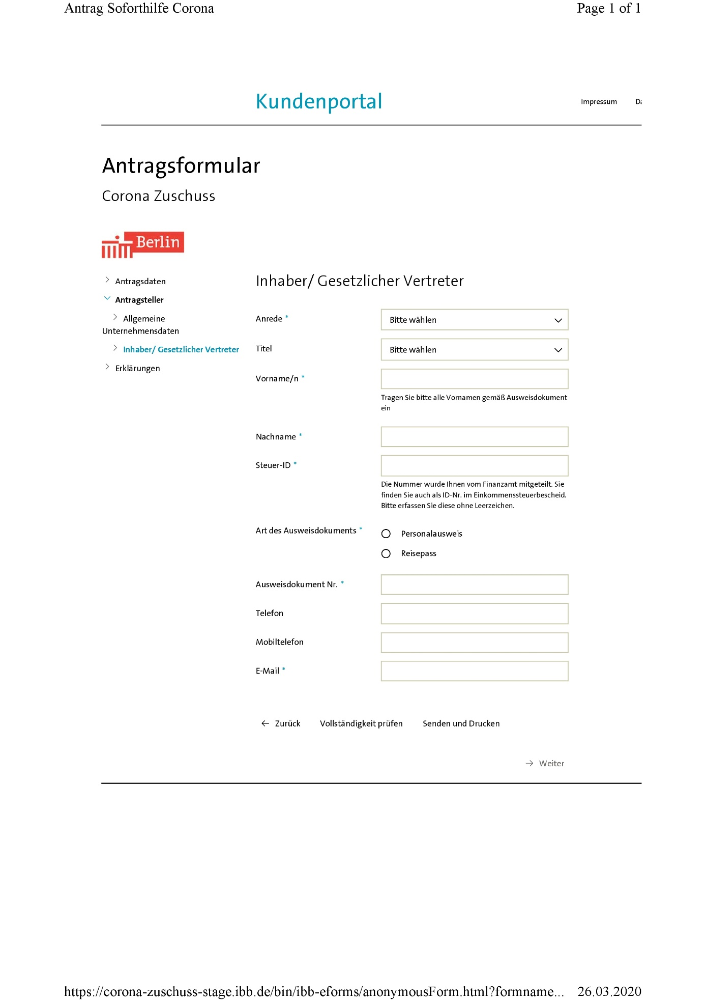 Antrag Soforthilfe Corona Page 1 of 1
Kundenportal Impressum
Antragsformular
Corona Zuschuss
Berlin
Antragsdaten
Antragsteller
Allgemeine
Unternehmensdaten
Inhaber/ Gesetzlicher Vertreter
Erklärungen
Inhaber/ Gesetzlicher Vertreter
Anrede * Bitte wählen
Titel Bitte wählen
Vorname/n *
Tragen Sie bitte alle Vornamen gemäß Ausweisdokument
ein
Nachname *
Steuer-ID *
Die Nummer wurde Ihnen vom Finanzamt mitgeteilt. Sie
finden Sie auch als ID-Nr. im Einkommenssteuerbescheid.
Bitte erfassen Sie diese ohne Leerzeichen.
Art des Ausweisdokuments * Personalausweis
Reisepass
Ausweisdokument Nr. *
Telefon
Mobiltelefon
E-Mail *
← Zurück Vollständigkeit prüfen Senden und Drucken
→ Weiter
https://corona-zuschuss-stage.ibb.de/bin/ibb-eforms/anonymousForm.html?formname... 26.03.2020